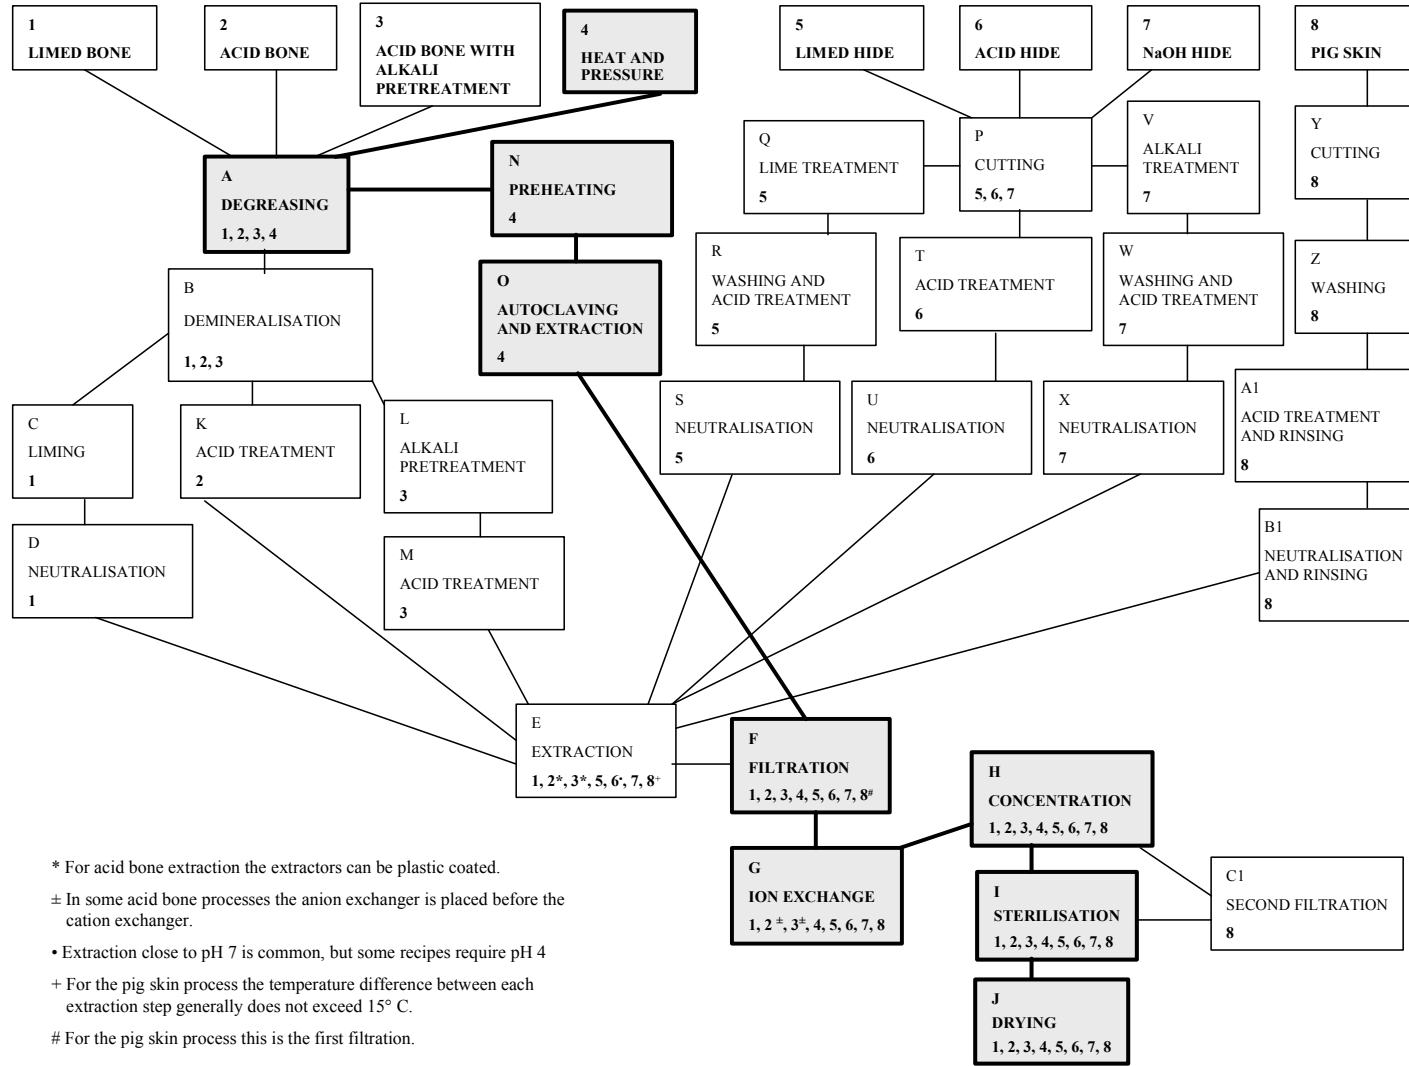 1
LIMED BONE
2
ACID BONE
3
ACID BONE WITH
ALKALI
PRETREATMENT
4
HEAT AND
PRESSURE
5
LIMED HIDE
6
ACID HIDE
7
NaOH HIDE
8
PIG SKIN
A
DEGREASING
1, 2, 3, 4
N
PREHEATING
4
Q
LIME TREATMENT
5
P
CUTTING
5, 6, 7
V
ALKALI
TREATMENT
7
Y
CUTTING
8
B
DEMINERALISATION
1, 2, 3
O
AUTOCLAVING
AND EXTRACTION
4
R
WASHING AND
ACID TREATMENT
5
T
ACID TREATMENT
6
W
WASHING AND
ACID TREATMENT
7
Z
WASHING
8
C
LIMING
1
K
ACID TREATMENT
2
L
ALKALI
PRETREATMENT
3
S
NEUTRALISATION
5
U
NEUTRALISATION
6
X
NEUTRALISATION
7
A1
ACID TREATMENT
AND RINSING
8
D
NEUTRALISATION
1
M
ACID TREATMENT
3
B1
NEUTRALISATION
AND RINSING
8
E
EXTRACTION
1, 2*, 3*, 5, 6•, 7, 8+
F
FILTRATION
1, 2, 3, 4, 5, 6, 7, 8#
H
CONCENTRATION
1, 2, 3, 4, 5, 6, 7, 8
G
ION EXCHANGE
1, 2 ±, 3±, 4, 5, 6, 7, 8
I
STERILISATION
1, 2, 3, 4, 5, 6, 7, 8
C1
SECOND FILTRATION
8
J
DRYING
1, 2, 3, 4, 5, 6, 7, 8
* For acid bone extraction the extractors can be plastic coated.
± In some acid bone processes the anion exchanger is placed before the
cation exchanger.
• Extraction close to pH 7 is common, but some recipes require pH 4
+ For the pig skin process the temperature difference between each
extraction step generally does not exceed 15° C.
# For the pig skin process this is the first filtration.